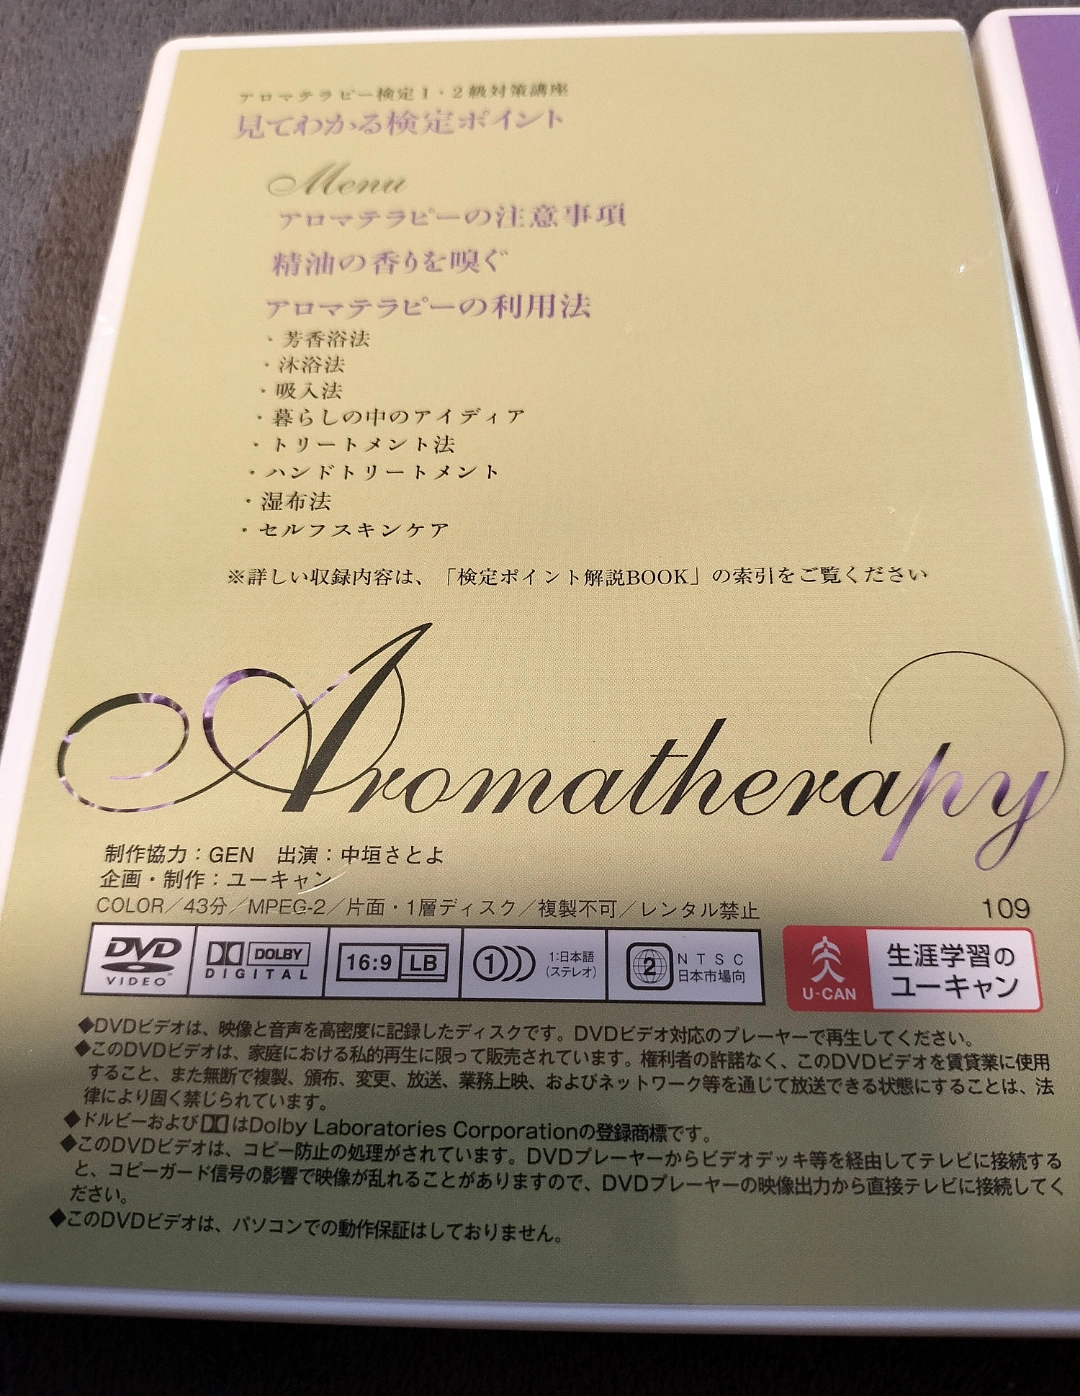 アロマテラピー検定1・2級対策講座
見てわかる検定ポイント
Menu
アロマテラピーの注意事項
精油の香りを嗅ぐ
アロマテラピーの利用法
・芳香浴法
・沐浴法
・吸入法
・暮らしの中のアイディア
・トリートメント法
・ハンドトリートメント
・湿布法
・セルフスキンケア
※詳しい収録内容は、「検定ポイント解説BOOK」の索引をご覧ください
Aromatherapy
制作協力：GEN　出演：中垣さとよ
企画・制作：ユーキャン
COLOR／43分／MPEG-2／片面・1層ディスク／複製不可／レンタル禁止
109
DVD VIDEO
DOLBY DIGITAL
16:9 LB
1 1:日本語 (ステレオ)
2 NTSC 日本市場向
U-CAN
生涯学習の
ユーキャン
◆DVDビデオは、映像と音声を高密度に記録したディスクです。DVDビデオ対応のプレーヤーで再生してください。
◆このDVDビデオは、家庭における私的再生に限って販売されています。権利者の許諾なく、このDVDビデオを賃貸業に使用
すること、また無断で複製、頒布、変更、放送、業務上映、およびネットワーク等を通じて放送できる状態にすることは、法
律により固く禁じられています。
◆ドルビーおよびはDolby Laboratories Corporationの登録商標です。
◆このDVDビデオは、コピー防止の処理がされています。DVDプレーヤーからビデオデッキ等を経由してテレビに接続する
と、コピーガード信号の影響で映像が乱れることがありますので、DVDプレーヤーの映像出力から直接テレビに接続してく
ださい。
◆このDVDビデオは、パソコンでの動作保証はしておりません。